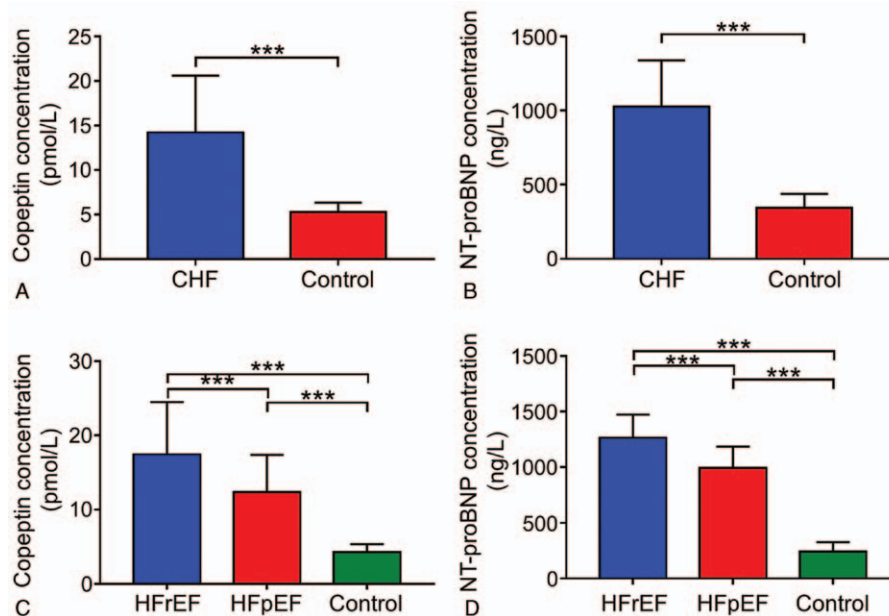 Copeptin concentration
(pmol/L)
25
20
15
10
5
0
***
CHF Control
A
NT-proBNP concentration
(ng/L)
1500
1000
500
0
***
CHF Control
B
Copeptin concentration
(pmol/L)
30
20
10
0
***
***
***
HFrEF HFpEF Control
C
NT-proBNP concentration
(ng/L)
1500
1500
1000
500
0
***
***
***
HFrEF HFpEF Control
D